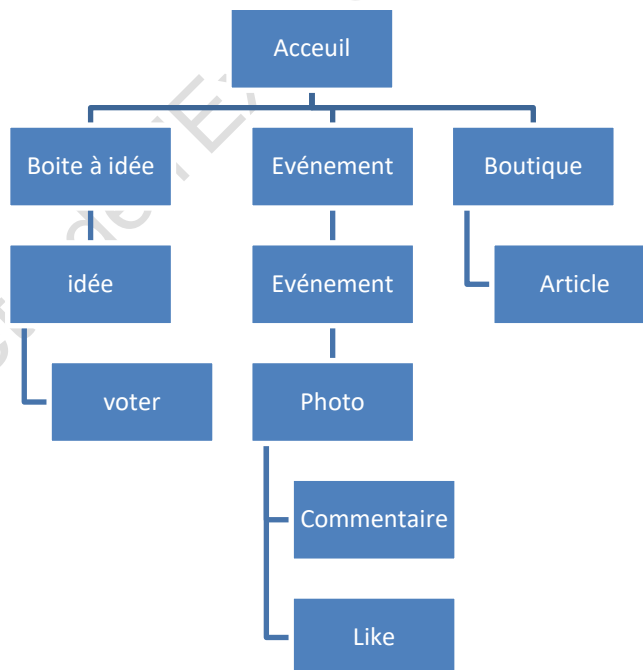 Acceuil
Boite à idée
Evénement
Boutique
idée
Evénement
Article
voter
Photo
Commentaire
Like